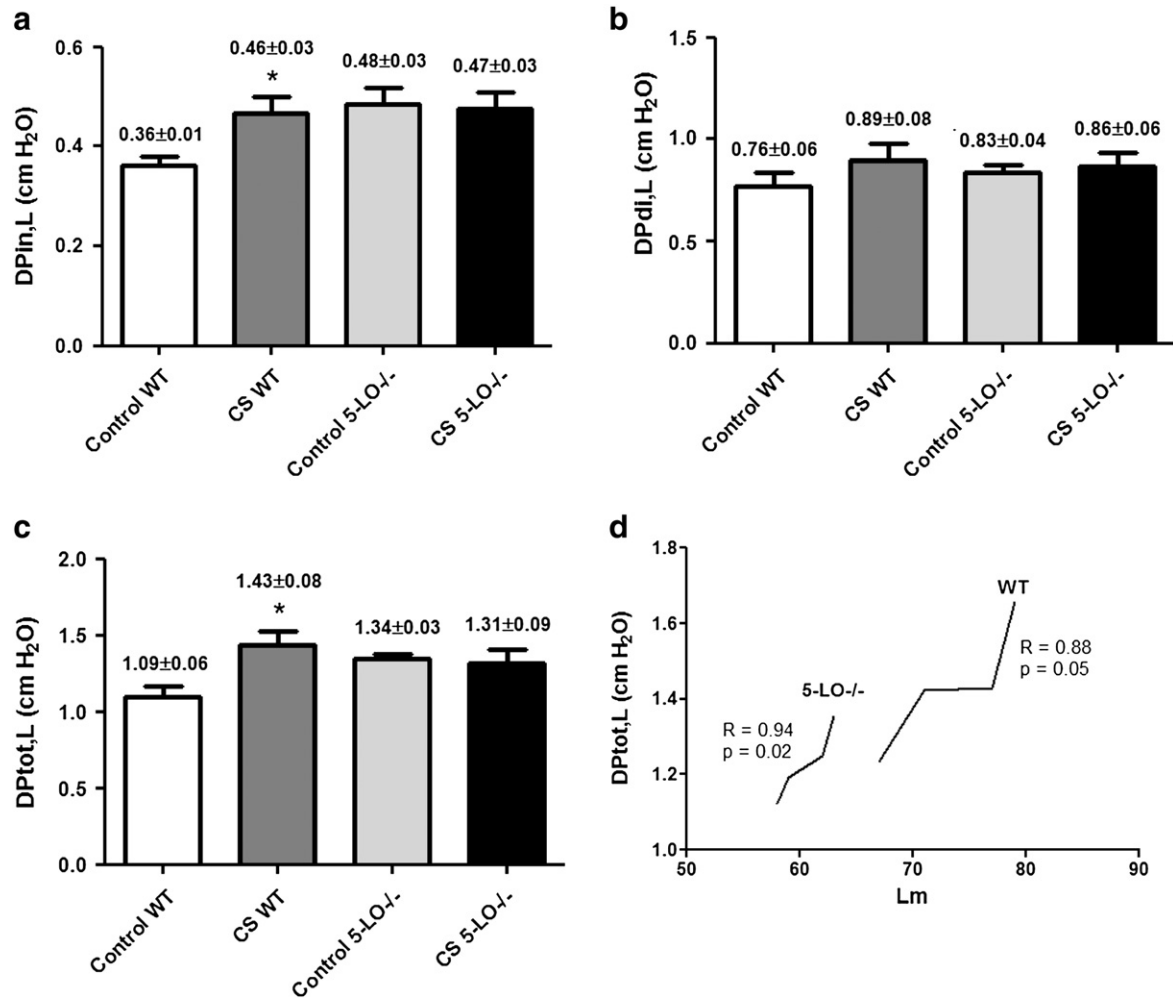 a
DPin,L (cm H₂O)
0.6
0.4
0.2
0.0
0.36±0.01
0.46±0.03
*
0.48±0.03
0.47±0.03
Control WT
CS WT
Control 5-LO-/-
CS 5-LO-/-
b
DPdi,L (cm H₂O)
1.5
1.0
0.5
0.0
0.76±0.06
0.89±0.08
0.83±0.04
0.86±0.06
Control WT
CS WT
Control 5-LO-/-
CS 5-LO-/-
c
DPtot,L (cm H₂O)
2.0
1.5
1.0
0.5
0.0
1.09±0.06
1.43±0.08
*
1.34±0.03
1.31±0.09
Control WT
CS WT
Control 5-LO-/-
CS 5-LO-/-
d
DPtot,L (cm H₂O)
1.8
1.6
1.4
1.2
1.0
WT
R = 0.88
p = 0.05
5-LO-/-
R = 0.94
p = 0.02
50 60 70 80 90
Lm